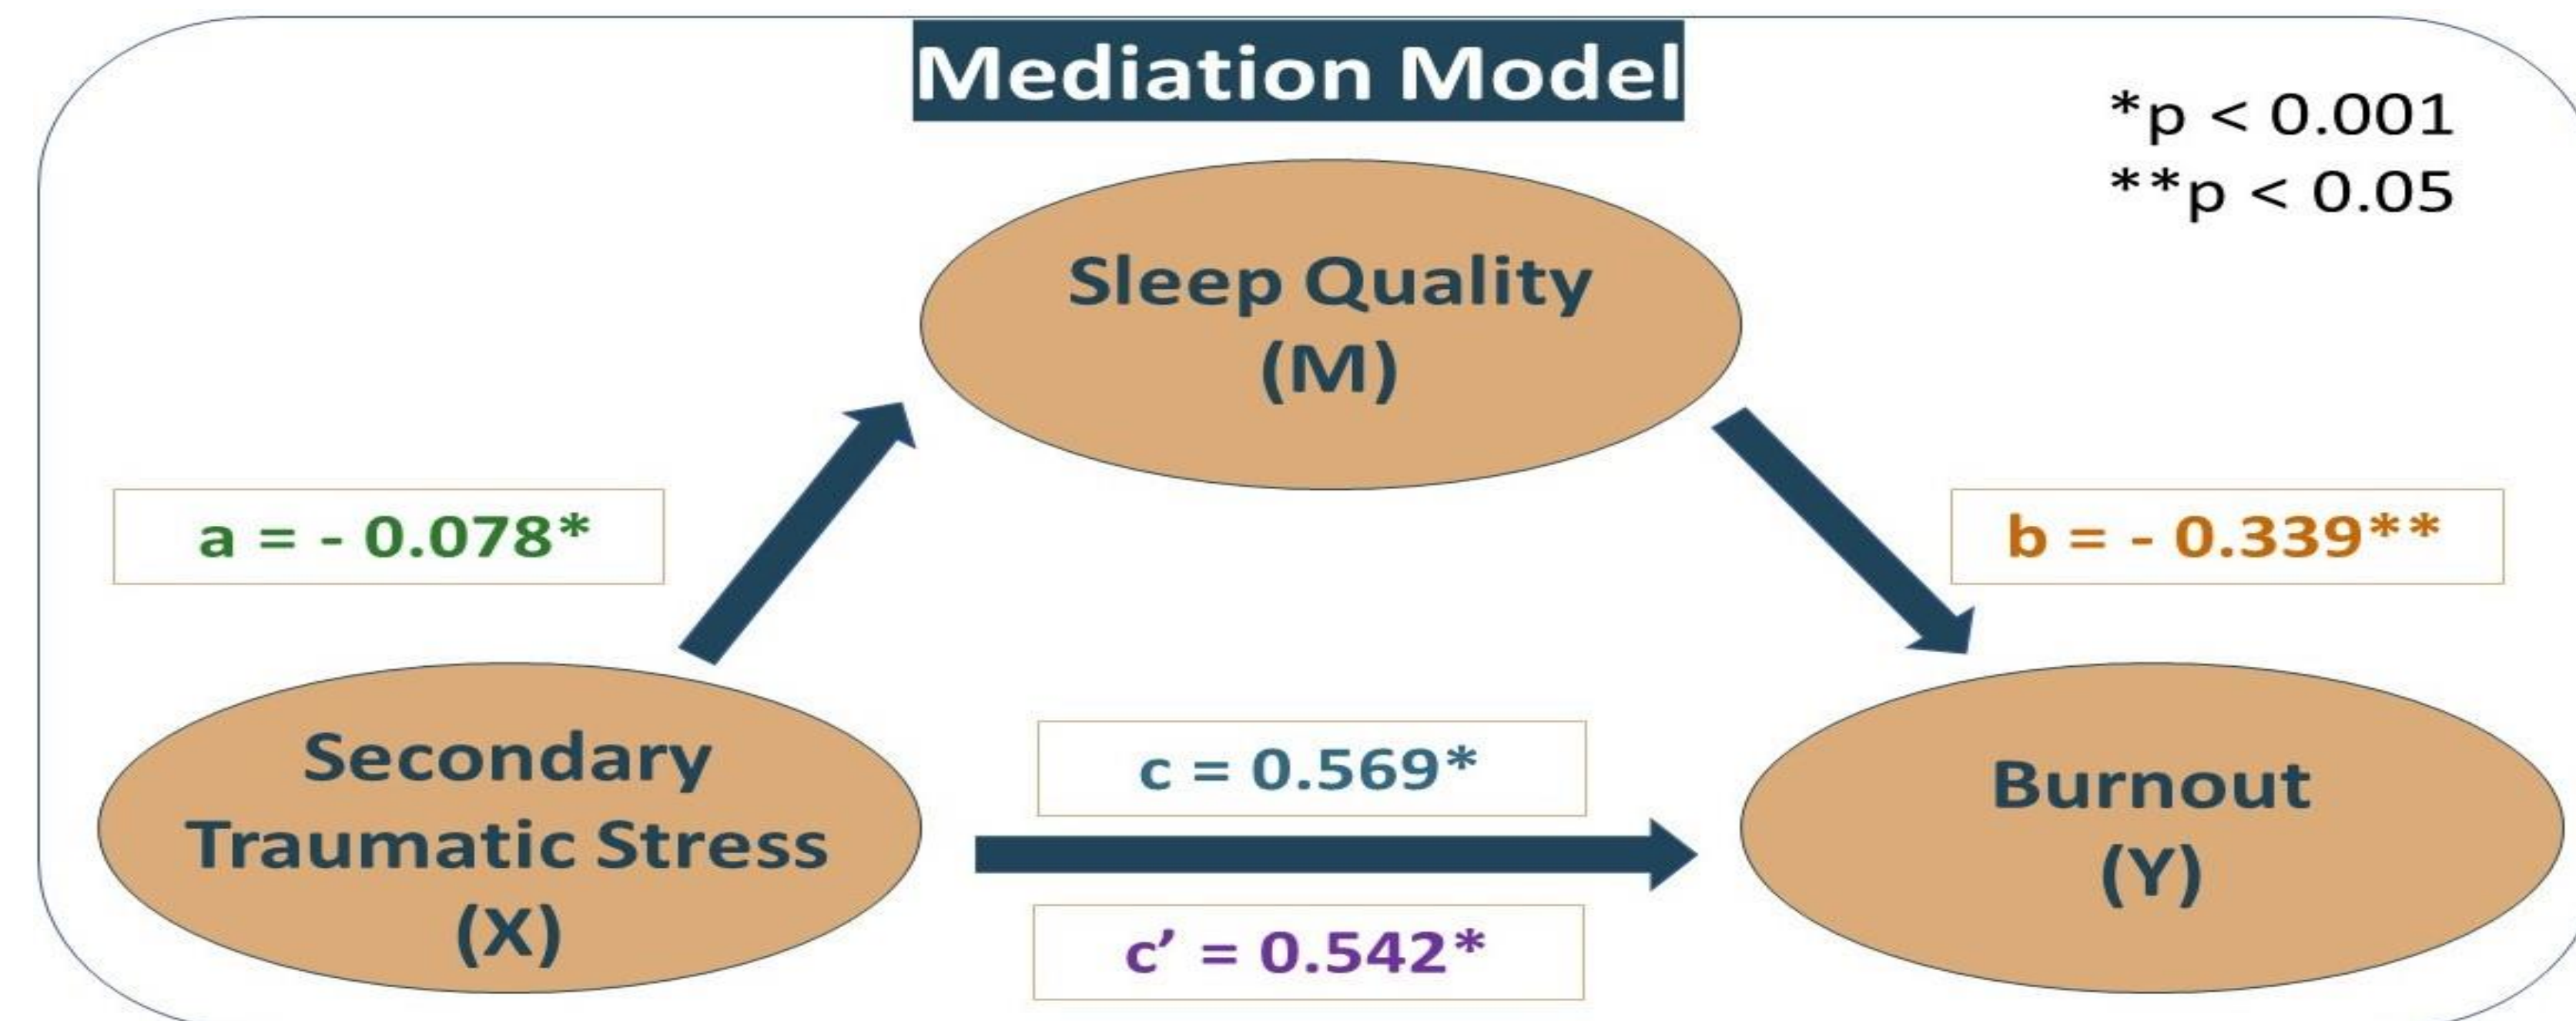 Mediation Model
*p < 0.001
**p < 0.05
Sleep Quality
(M)
a = - 0.078*
b = - 0.339**
Secondary
Traumatic Stress
(X)
c = 0.569*
c’ = 0.542*
Burnout
(Y)